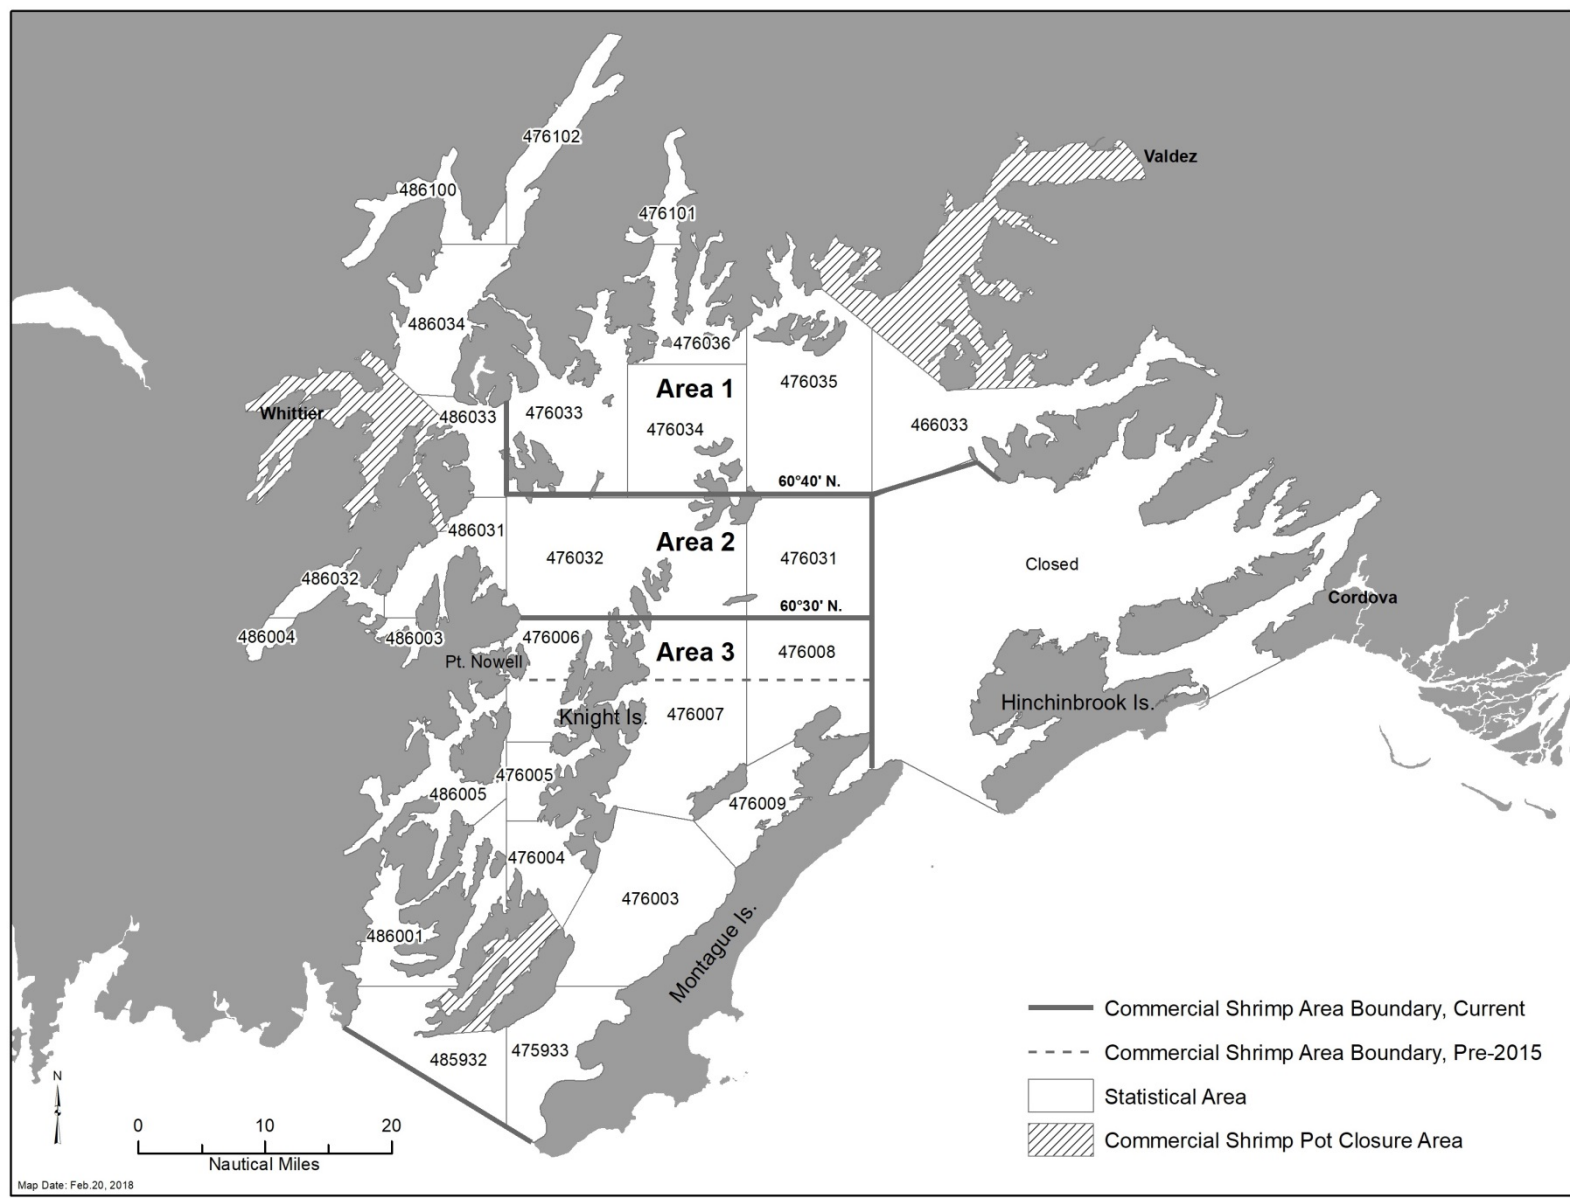 476102
Valdez
486100
476101
486034
476036
Area 1
476035
Whittier
486033
476033
476034
466033
60°40' N.
486031
Area 2
476032
476031
Closed
486032
60°30' N.
Cordova
486004
486003
476006
Area 3
476008
Pt. Nowell
Hinchinbrook Is.
Knight Is.
476007
476005
486005
476009
476004
476003
486001
Montague Is.
485932
475933
Commercial Shrimp Area Boundary, Current
Commercial Shrimp Area Boundary, Pre-2015
Statistical Area
Commercial Shrimp Pot Closure Area
N
0 10 20
Nautical Miles
Map Date: Feb.20, 2018